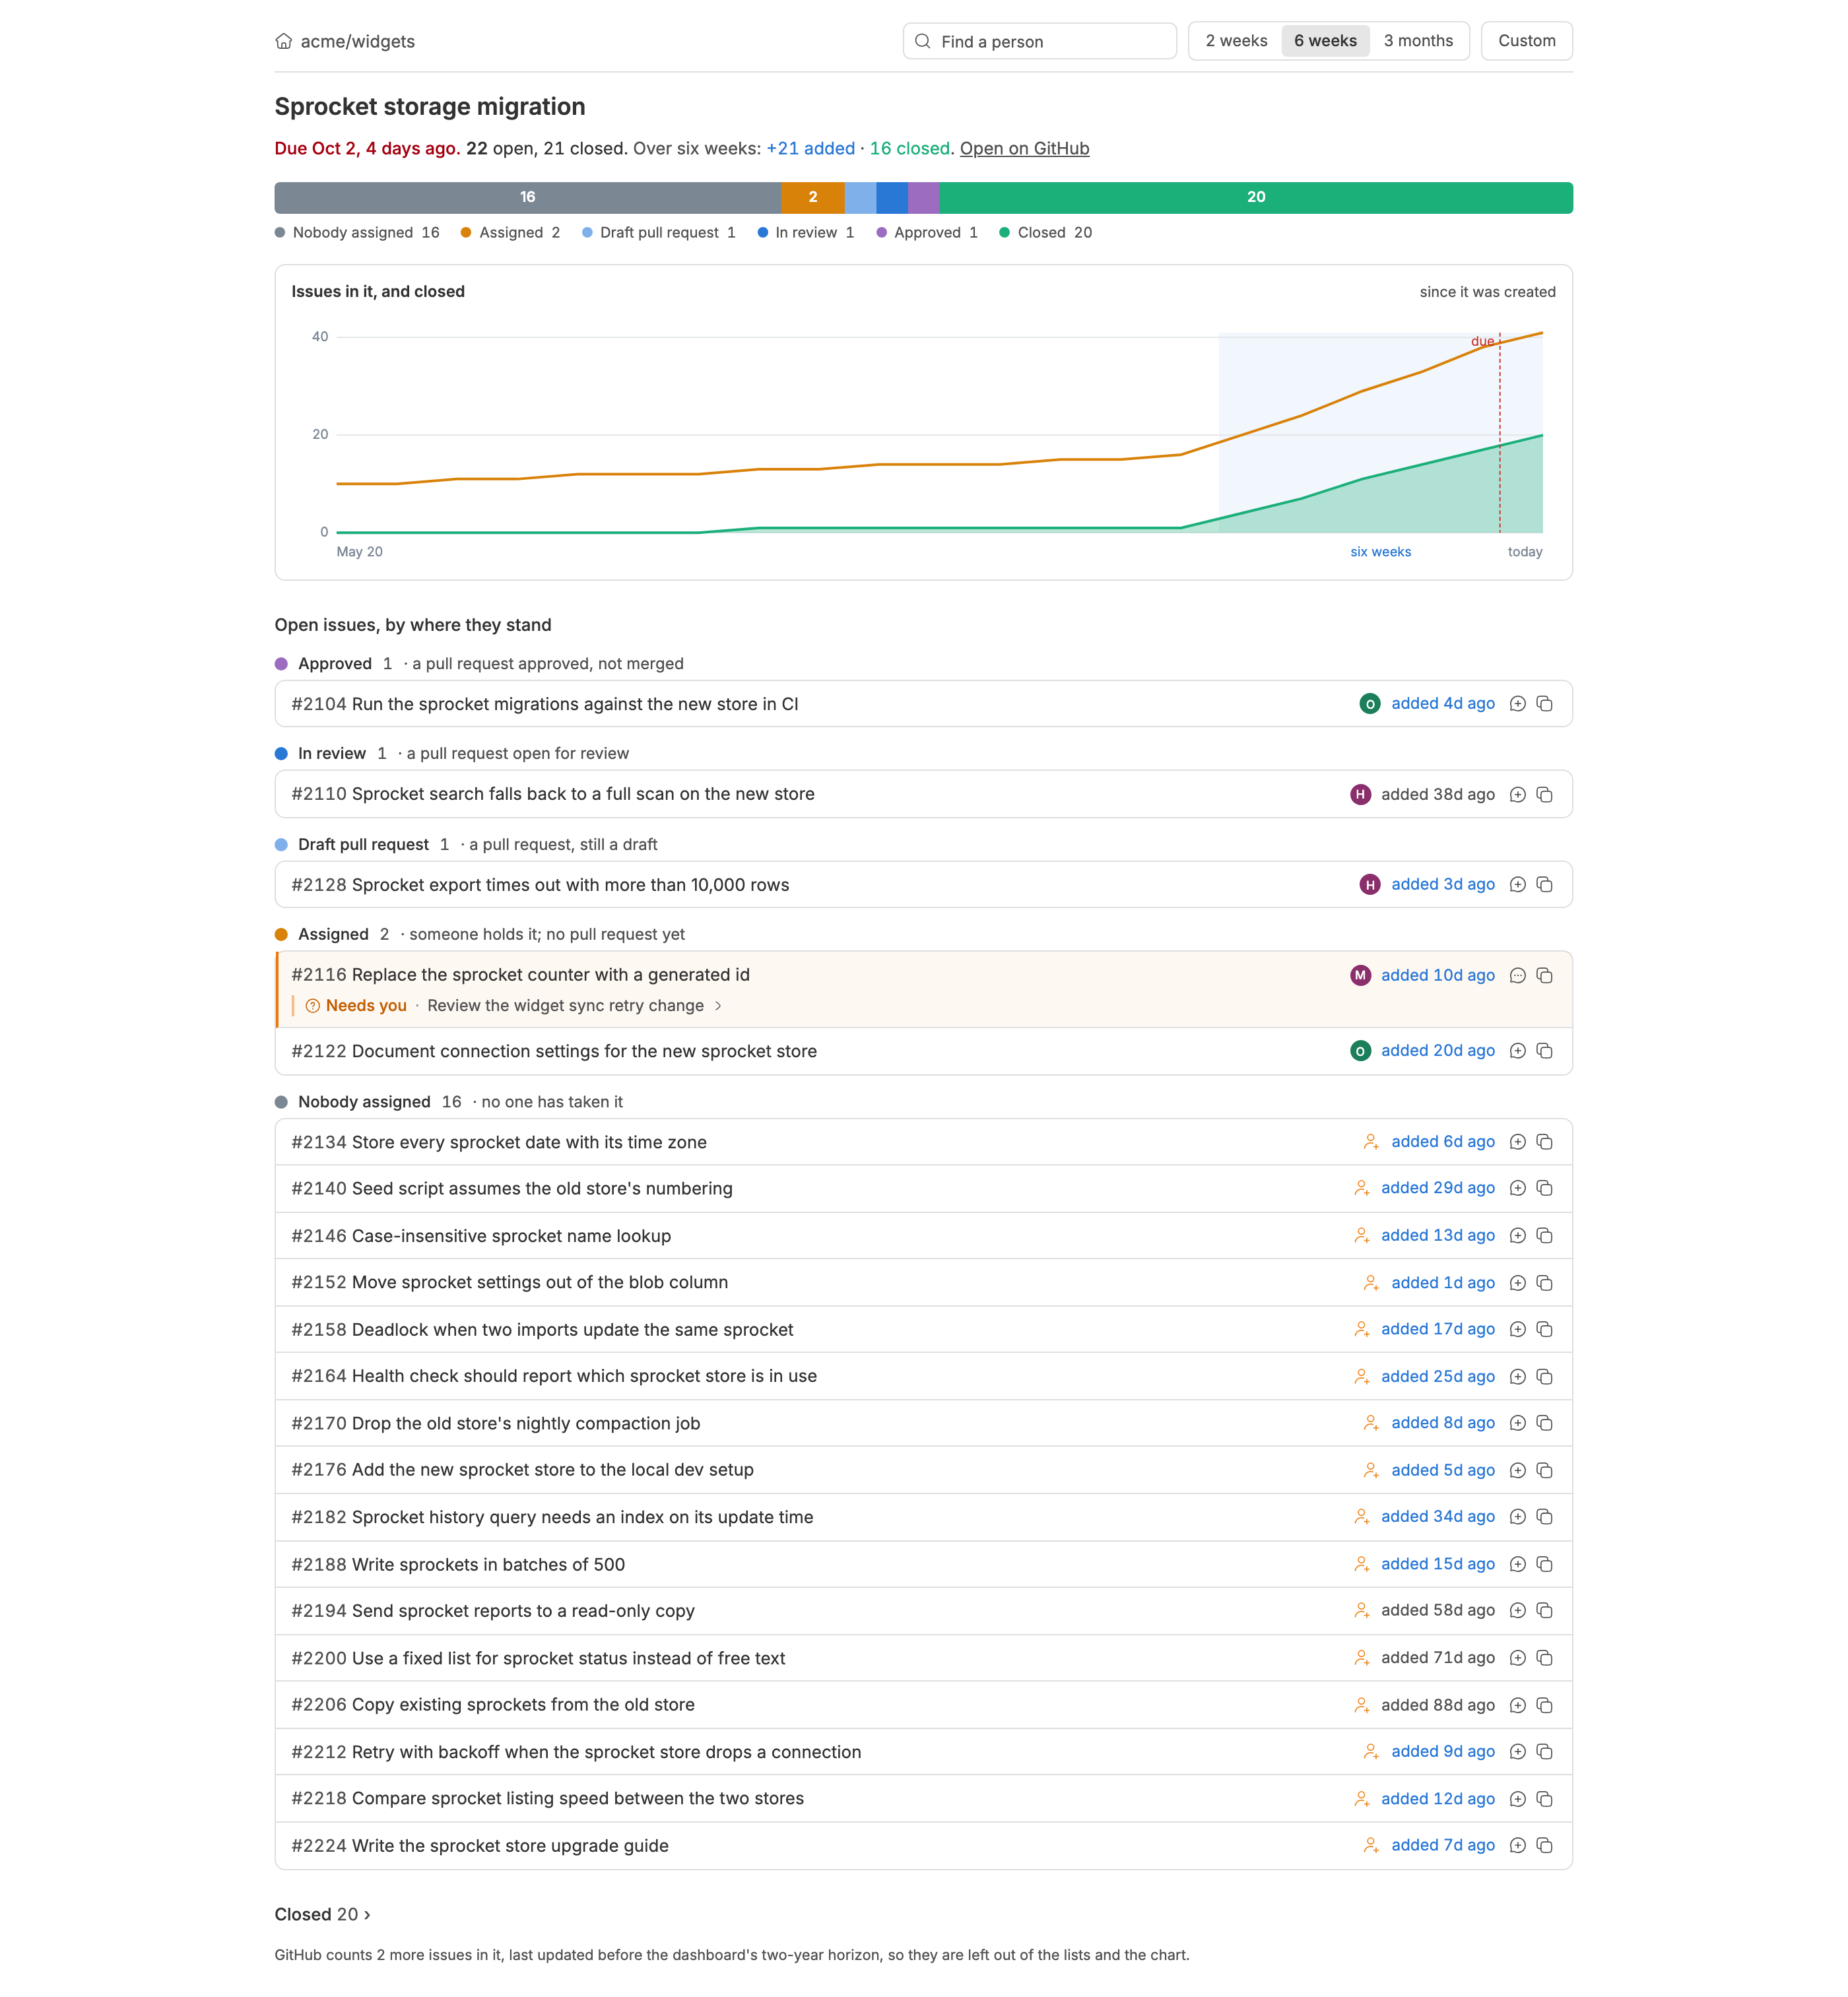 acme/widgets
Find a person
2 weeks 6 weeks 3 months
Custom
Sprocket storage migration
Due Oct 2, 4 days ago. 22 open, 21 closed. Over six weeks: +21 added · 16 closed. Open on GitHub
16 2 20
Nobody assigned 16 Assigned 2 Draft pull request 1 In review 1 Approved 1 Closed 20
Issues in it, and closed
since it was created
40
due
20
0
May 20
six weeks
today
Open issues, by where they stand
Approved 1 · a pull request approved, not merged
#2104 Run the sprocket migrations against the new store in CI O added 4d ago
In review 1 · a pull request open for review
#2110 Sprocket search falls back to a full scan on the new store H added 38d ago
Draft pull request 1 · a pull request, still a draft
#2128 Sprocket export times out with more than 10,000 rows H added 3d ago
Assigned 2 · someone holds it; no pull request yet
#2116 Replace the sprocket counter with a generated id M added 10d ago
Needs you · Review the widget sync retry change
#2122 Document connection settings for the new sprocket store O added 20d ago
Nobody assigned 16 · no one has taken it
#2134 Store every sprocket date with its time zone added 6d ago
#2140 Seed script assumes the old store's numbering added 29d ago
#2146 Case-insensitive sprocket name lookup added 13d ago
#2152 Move sprocket settings out of the blob column added 1d ago
#2158 Deadlock when two imports update the same sprocket added 17d ago
#2164 Health check should report which sprocket store is in use added 25d ago
#2170 Drop the old store's nightly compaction job added 8d ago
#2176 Add the new sprocket store to the local dev setup added 5d ago
#2182 Sprocket history query needs an index on its update time added 34d ago
#2188 Write sprockets in batches of 500 added 15d ago
#2194 Send sprocket reports to a read-only copy added 58d ago
#2200 Use a fixed list for sprocket status instead of free text added 71d ago
#2206 Copy existing sprockets from the old store added 88d ago
#2212 Retry with backoff when the sprocket store drops a connection added 9d ago
#2218 Compare sprocket listing speed between the two stores added 12d ago
#2224 Write the sprocket store upgrade guide added 7d ago
Closed 20 ›
GitHub counts 2 more issues in it, last updated before the dashboard's two-year horizon, so they are left out of the lists and the chart.